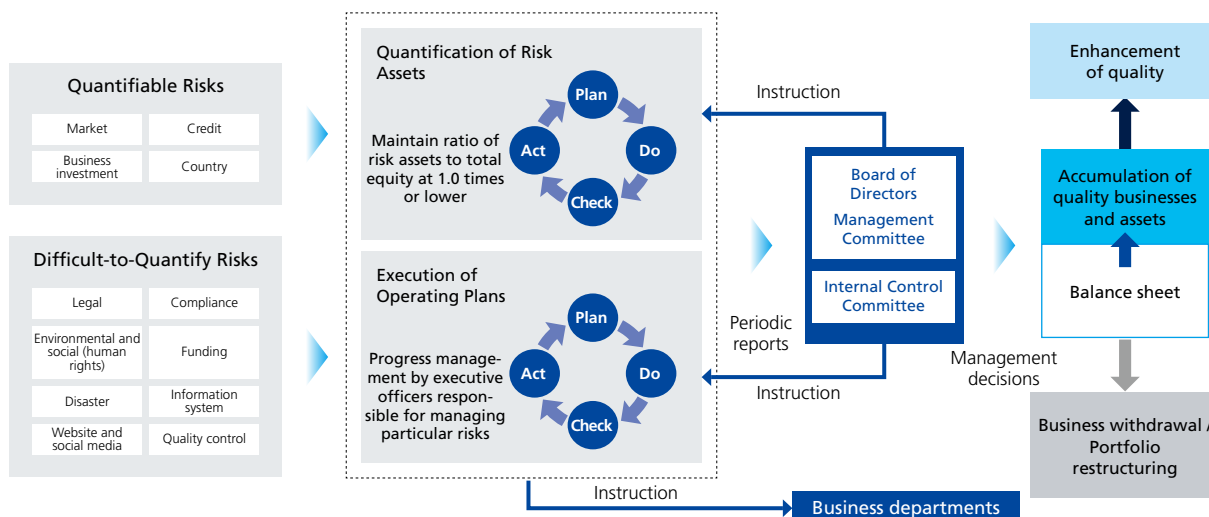 Quantifiable Risks
Market
Credit
Business
investment
Country
Difficult-to-Quantify Risks
Legal
Compliance
Environmental and
social (human
rights)
Funding
Disaster
Information
system
Website and
social media
Quality control
Quantification of Risk
Assets
Maintain ratio of
risk assets to total
equity at 1.0 times
or lower
Plan
Do
Check
Act
Execution of
Operating Plans
Progress manage-
ment by executive
officers respon-
sible for managing
particular risks
Plan
Do
Check
Act
Instruction
Periodic
reports
Instruction
Board of
Directors
Management
Committee
Internal Control
Committee
Management
decisions
Instruction
Business departments
Enhancement
of quality
Accumulation of
quality businesses
and assets
Balance sheet
Business withdrawal /
Portfolio
restructuring